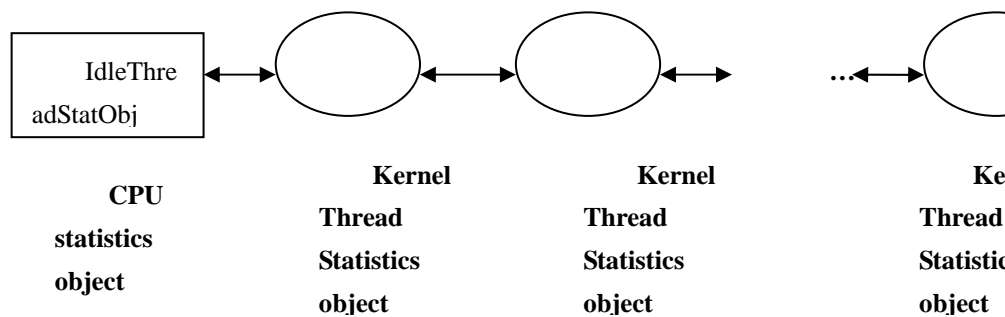 IdleThre
adStatObj
...
CPU
statistics
object
Kernel
Thread
Statistics
object
Kernel
Thread
Statistics
object
Thread
object